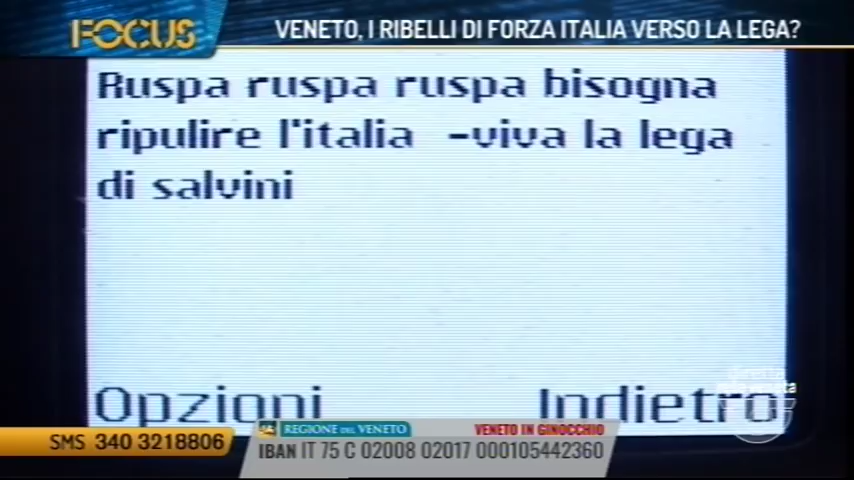 FOCUS
VENETO, I RIBELLI DI FORZA ITALIA VERSO LA LEGA?
Ruspa ruspa ruspa bisogna
ripulire l'italia -viva la lega
di salvini
Opzioni
Indietro
REGIONE DEL VENETO
VENETO IN GINOCCHIO
SMS 340 3218806
IBAN IT 75 C 02008 02017 000105442360